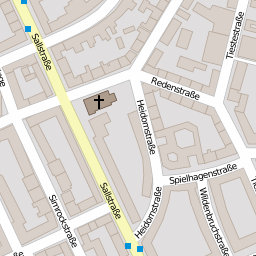 Sallstraße
Tiestestraße
Redenstraße
Heidornstraße
Spielhagenstraße
Sallstraße
Simrockstraße
Heidornstraße
Wildenbruchstraße